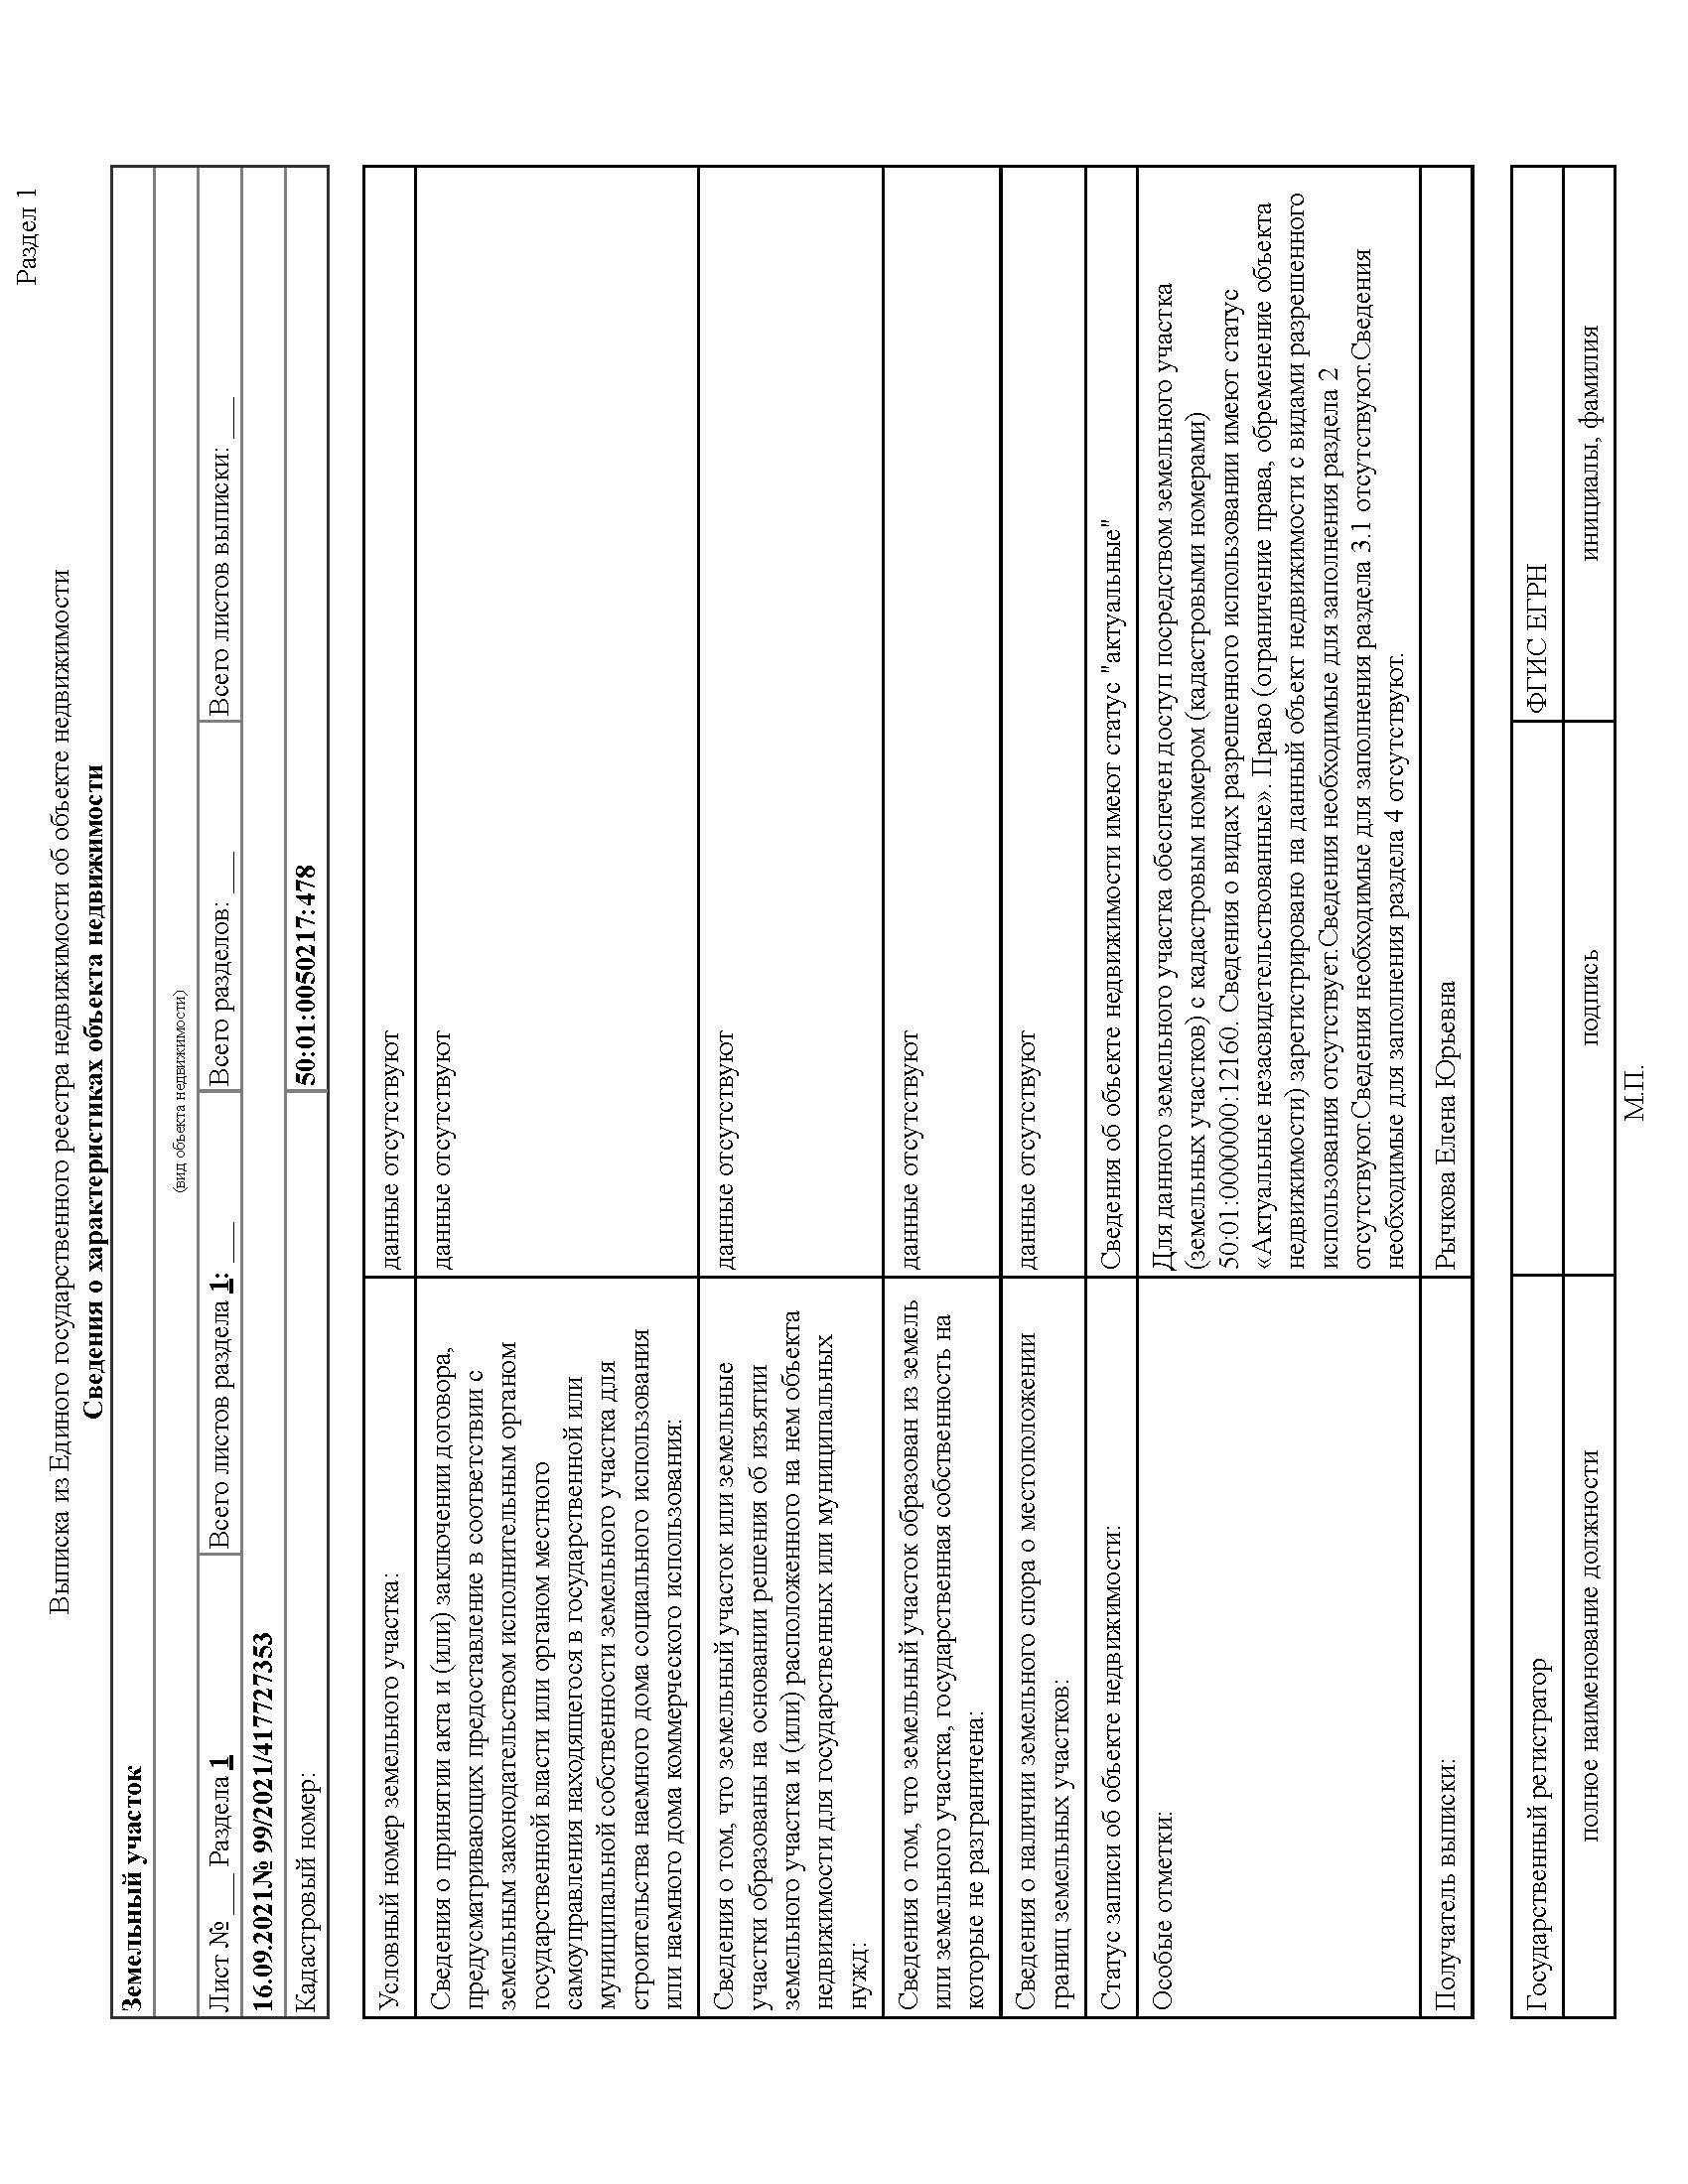 Раздел 1
Выписка из Единого государственного реестра недвижимости об объекте недвижимости
Сведения о характеристиках объекта недвижимости
Земельный участок
(вид объекта недвижимости)
Лист № ___ Раздела 1 Всего листов раздела 1: ___ Всего разделов: ___ Всего листов выписки: ___
16.09.2021№ 99/2021/417727353
Кадастровый номер: 50:01:0050217:478
Условный номер земельного участка: данные отсутствуют
Сведения о принятии акта и (или) заключении договора, данные отсутствуют
предусматривающих предоставление в соответствии с
земельным законодательством исполнительным органом
государственной власти или органом местного
самоуправления находящегося в государственной или
муниципальной собственности земельного участка для
строительства наемного дома социального использования
или наемного дома коммерческого использования:
Сведения о том, что земельный участок или земельные данные отсутствуют
участки образованы на основании решения об изъятии
земельного участка и (или) расположенного на нем объекта
недвижимости для государственных или муниципальных
нужд:
Сведения о том, что земельный участок образован из земель данные отсутствуют
или земельного участка, государственная собственность на
которые не разграничена:
Сведения о наличии земельного спора о местоположении данные отсутствуют
границ земельных участков:
Статус записи об объекте недвижимости: Сведения об объекте недвижимости имеют статус "актуальные"
Особые отметки: Для данного земельного участка обеспечен доступ посредством земельного участка
(земельных участков) с кадастровым номером (кадастровыми номерами)
50:01:0000000:12160. Сведения о видах разрешенного использовании имеют статус
«Актуальные незасвидетельствованные». Право (ограничение права, обременение объекта
недвижимости) зарегистрировано на данный объект недвижимости с видами разрешенного
использования отсутствует.Сведения необходимые для заполнения раздела 2
отсутствуют.Сведения необходимые для заполнения раздела 3.1 отсутствуют.Сведения
необходимые для заполнения раздела 4 отсутствуют.
Получатель выписки: Рычкова Елена Юрьевна
Государственный регистратор ФГИС ЕГРН
полное наименование должности подпись инициалы, фамилия
М.П.